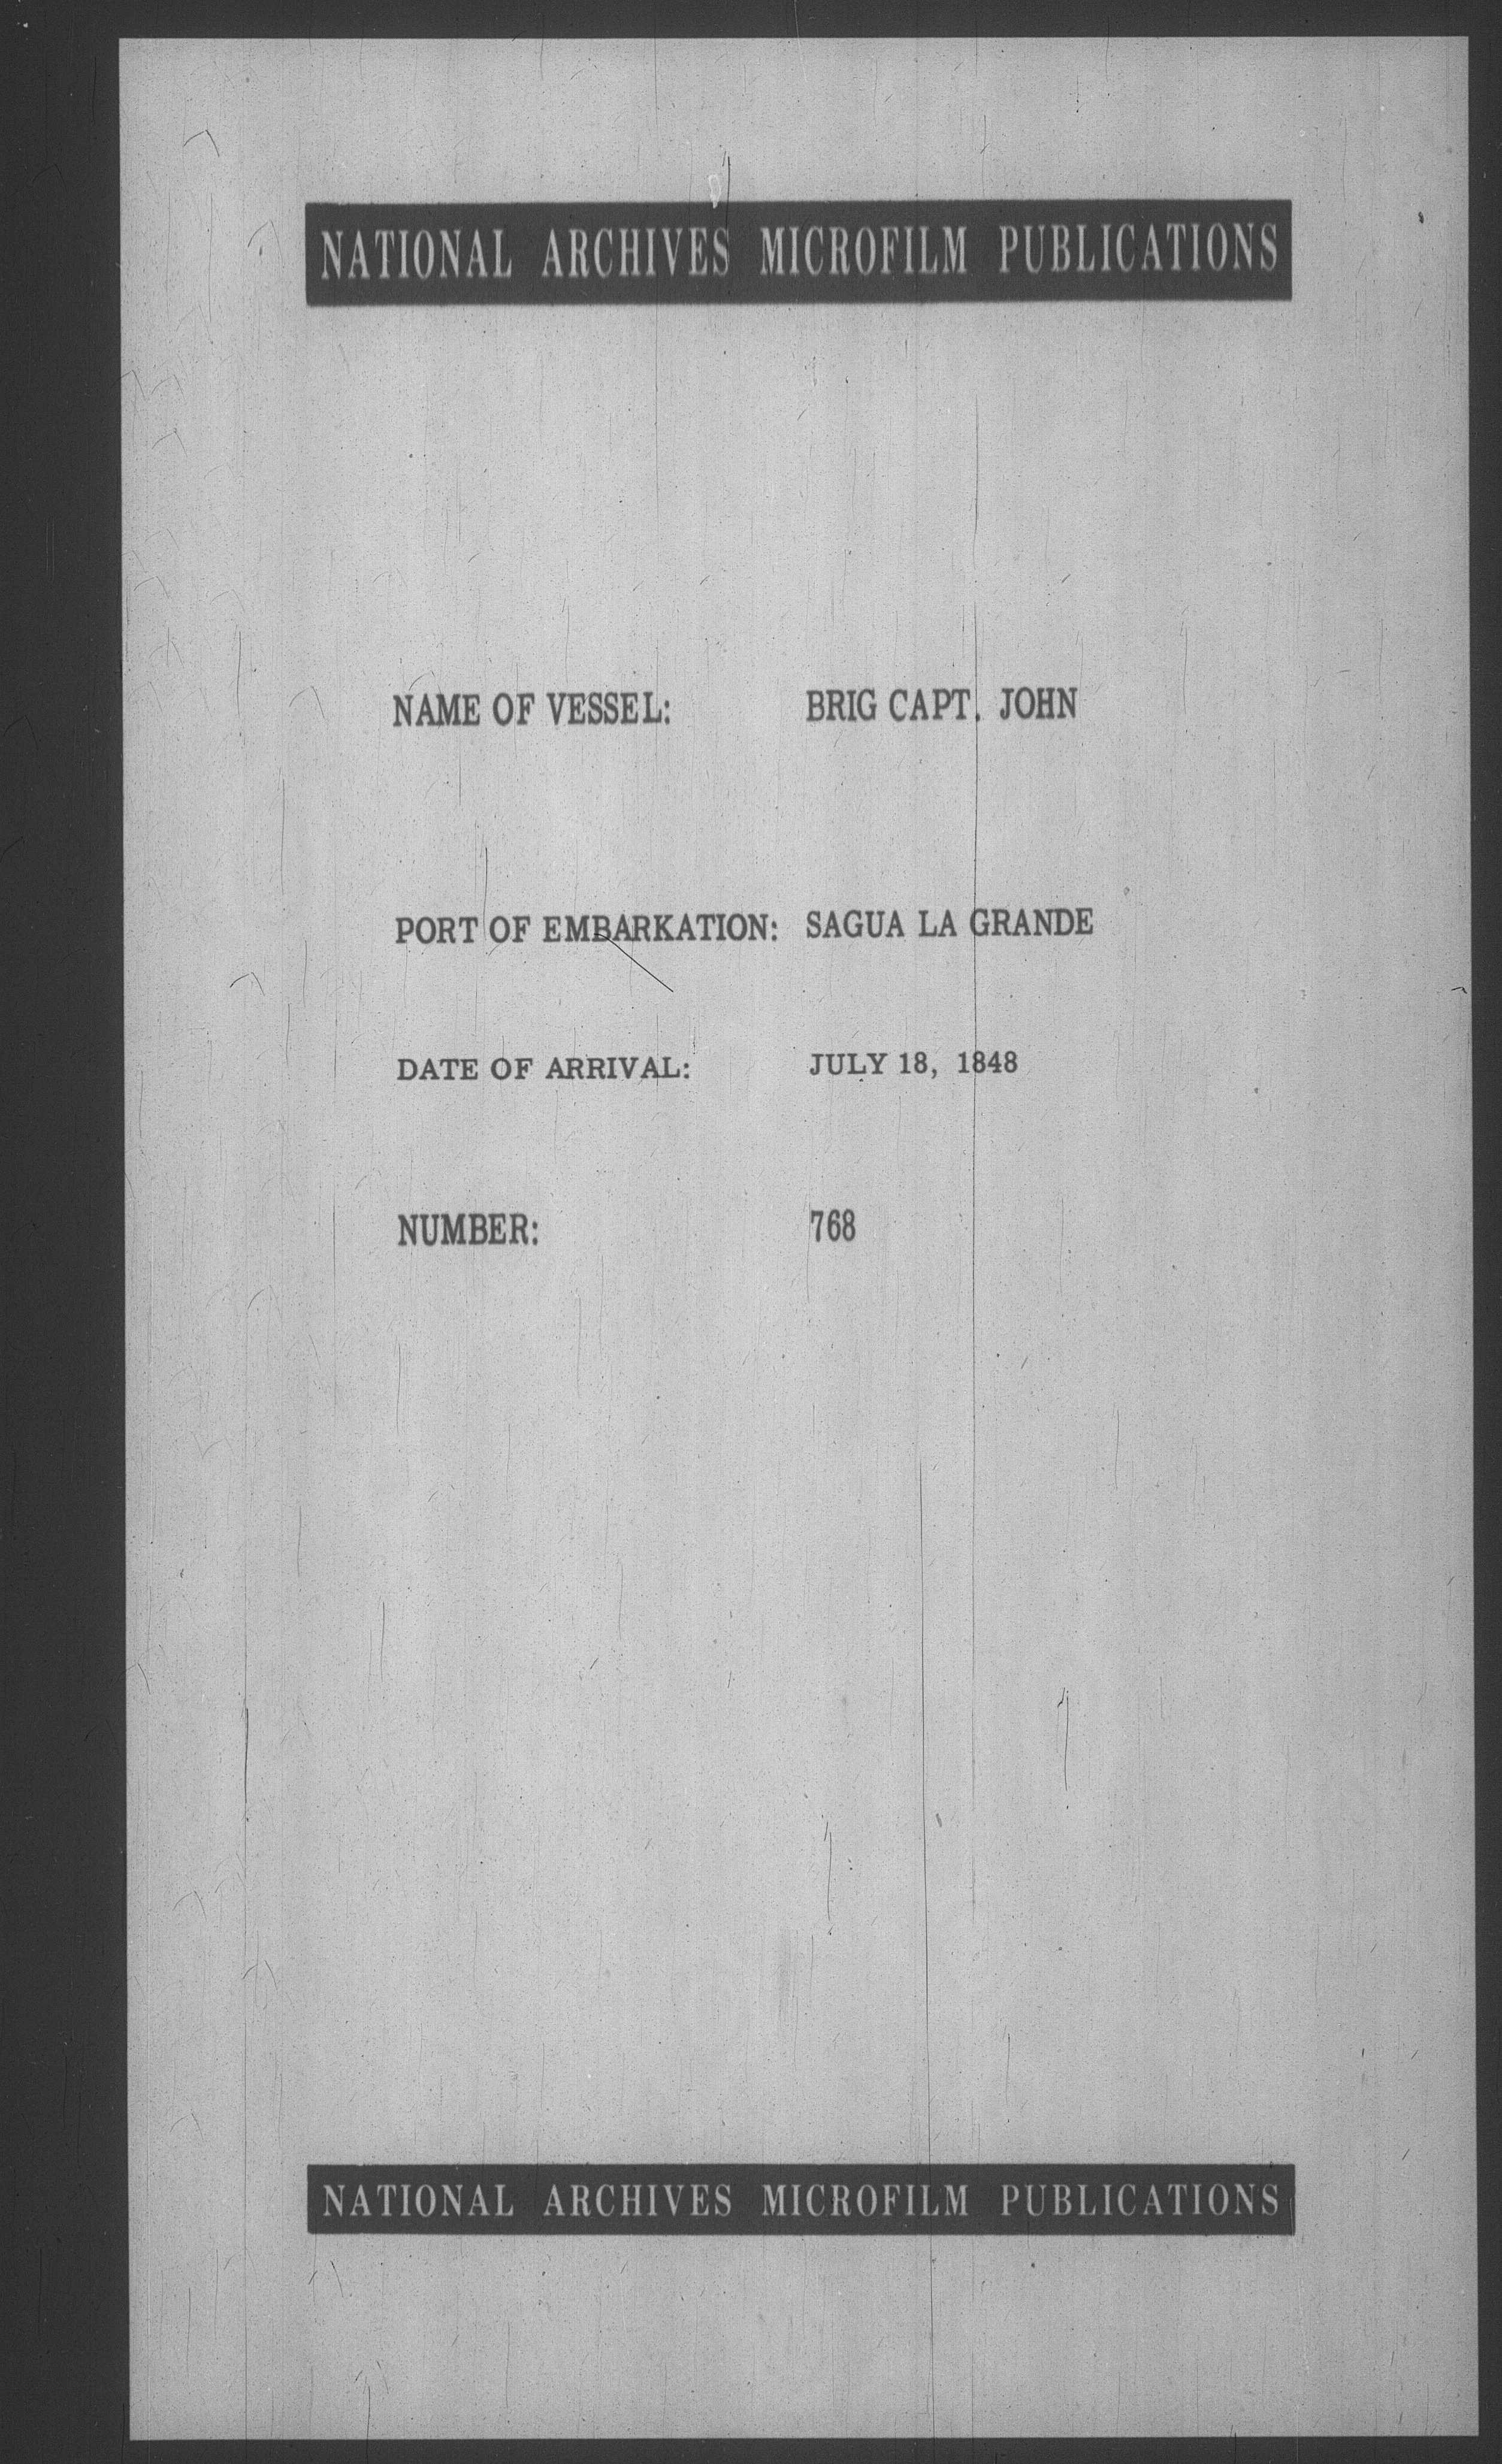 NATIONAL ARCHIVES MICROFILM PUBLICATIONS
NAME OF VESSEL: BRIG CAPT. JOHN
PORT OF EMBARKATION: SAGUA LA GRANDE
DATE OF ARRIVAL: JULY 18, 1848
NUMBER: 768
NATIONAL ARCHIVES MICROFILM PUBLICATIONS